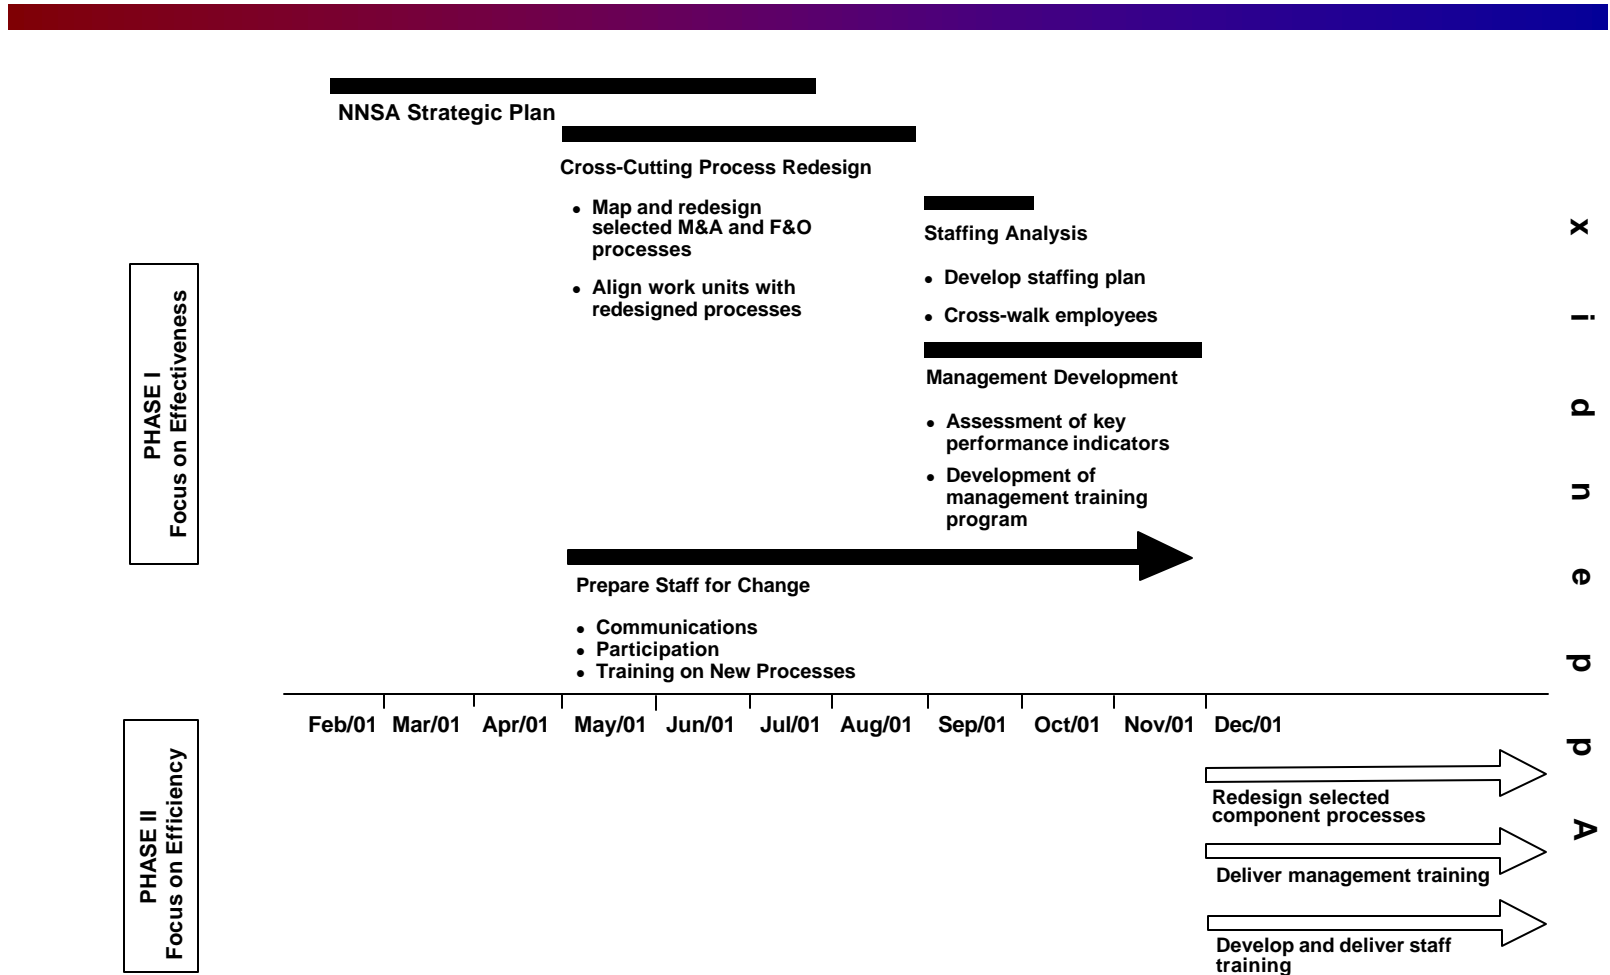 NNSA Strategic Plan
Cross-Cutting Process Redesign
• Map and redesign
selected M&A and F&O
processes
• Align work units with
redesigned processes
Staffing Analysis
• Develop staffing plan
• Cross-walk employees
Management Development
• Assessment of key
performance indicators
• Development of
management training
program
PHASE I
Focus on Effectiveness
Prepare Staff for Change
• Communications
• Participation
• Training on New Processes
Feb/01 Mar/01 Apr/01 May/01 Jun/01 Jul/01 Aug/01 Sep/01 Oct/01 Nov/01 Dec/01
PHASE II
Focus on Efficiency
Redesign selected
component processes
Deliver management training
Develop and deliver staff
training
Appendix